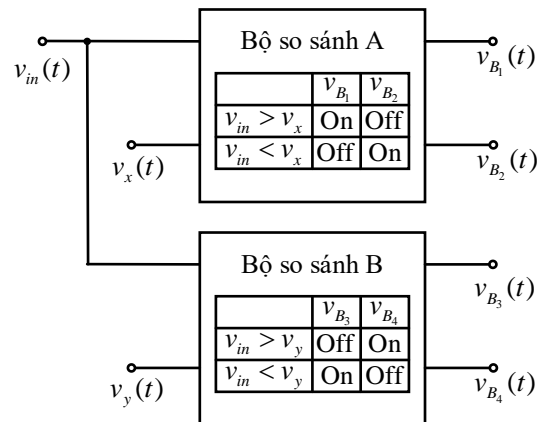 Bộ so sánh A
v_in(t)
v_B1(t)
v_B1 v_B2
v_in > v_x On Off
v_in < v_x Off On
v_x(t)
v_B2(t)
Bộ so sánh B
v_B3(t)
v_B3 v_B4
v_in > v_y Off On
v_in < v_y On Off
v_y(t)
v_B4(t)